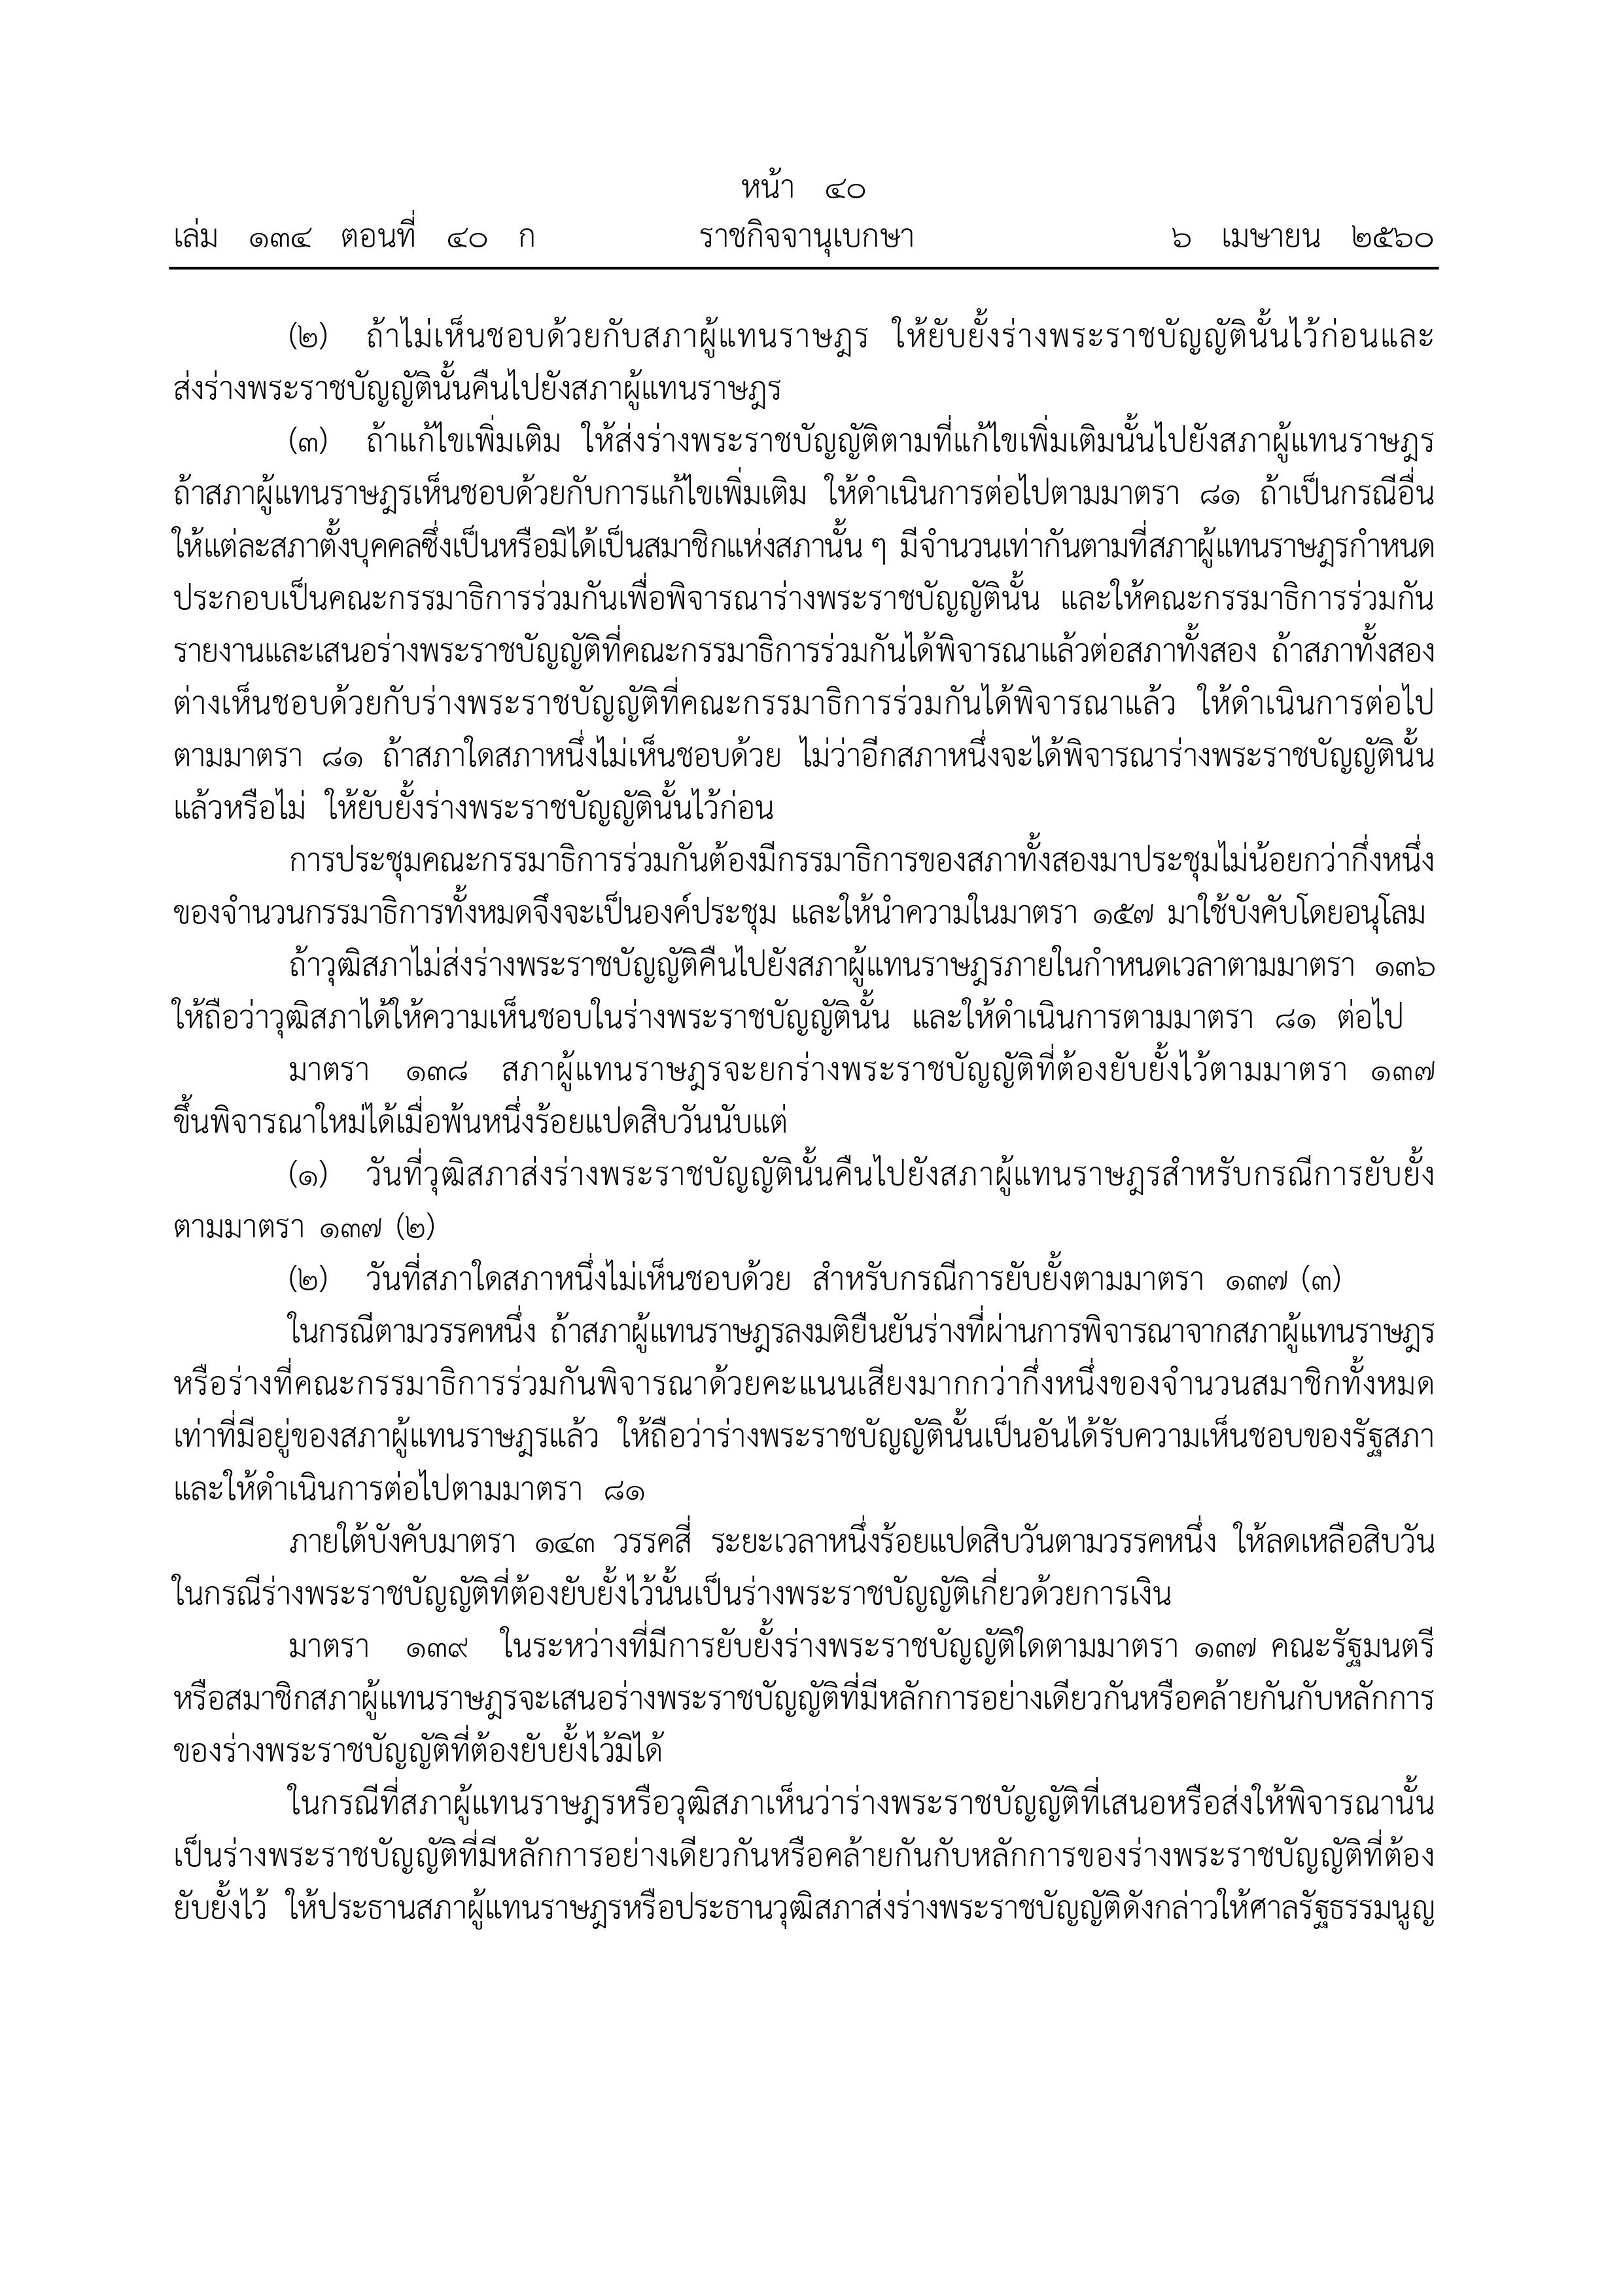 หน้า ๔๐
เล่ม ๑๓๔ ตอนที่ ๔๐ ก ราชกิจจานุเบกษา ๖ เมษายน ๒๕๖๐
(๒) ถ้าไม่เห็นชอบด้วยกับสภาผู้แทนราษฎร ให้ยับยั้งร่างพระราชบัญญัตินั้นไว้ก่อนและ
ส่งร่างพระราชบัญญัตินั้นคืนไปยังสภาผู้แทนราษฎร
(๓) ถ้าแก้ไขเพิ่มเติม ให้ส่งร่างพระราชบัญญัติตามที่แก้ไขเพิ่มเติมนั้นไปยังสภาผู้แทนราษฎร
ถ้าสภาผู้แทนราษฎรเห็นชอบด้วยกับการแก้ไขเพิ่มเติม ให้ดำเนินการต่อไปตามมาตรา ๘๑ ถ้าเป็นกรณีอื่น
ให้แต่ละสภาตั้งบุคคลซึ่งเป็นหรือมิได้เป็นสมาชิกแห่งสภานั้น ๆ มีจำนวนเท่ากันตามที่สภาผู้แทนราษฎรกำหนด
ประกอบเป็นคณะกรรมาธิการร่วมกันเพื่อพิจารณาร่างพระราชบัญญัตินั้น และให้คณะกรรมาธิการร่วมกัน
รายงานและเสนอร่างพระราชบัญญัติที่คณะกรรมาธิการร่วมกันได้พิจารณาแล้วต่อสภาทั้งสอง ถ้าสภาทั้งสอง
ต่างเห็นชอบด้วยกับร่างพระราชบัญญัติที่คณะกรรมาธิการร่วมกันได้พิจารณาแล้ว ให้ดำเนินการต่อไป
ตามมาตรา ๘๑ ถ้าสภาใดสภาหนึ่งไม่เห็นชอบด้วย ไม่ว่าอีกสภาหนึ่งจะได้พิจารณาร่างพระราชบัญญัตินั้น
แล้วหรือไม่ ให้ยับยั้งร่างพระราชบัญญัตินั้นไว้ก่อน
การประชุมคณะกรรมาธิการร่วมกันต้องมีกรรมาธิการของสภาทั้งสองมาประชุมไม่น้อยกว่ากึ่งหนึ่ง
ของจำนวนกรรมาธิการทั้งหมดจึงจะเป็นองค์ประชุม และให้นำความในมาตรา ๑๕๗ มาใช้บังคับโดยอนุโลม
ถ้าวุฒิสภาไม่ส่งร่างพระราชบัญญัติคืนไปยังสภาผู้แทนราษฎรภายในกำหนดเวลาตามมาตรา ๑๓๖
ให้ถือว่าวุฒิสภาได้ให้ความเห็นชอบในร่างพระราชบัญญัตินั้น และให้ดำเนินการตามมาตรา ๘๑ ต่อไป
มาตรา ๑๓๘ สภาผู้แทนราษฎรจะยกร่างพระราชบัญญัติที่ต้องยับยั้งไว้ตามมาตรา ๑๓๗
ขึ้นพิจารณาใหม่ได้เมื่อพ้นหนึ่งร้อยแปดสิบวันนับแต่
(๑) วันที่วุฒิสภาส่งร่างพระราชบัญญัตินั้นคืนไปยังสภาผู้แทนราษฎรสำหรับกรณีการยับยั้ง
ตามมาตรา ๑๓๗ (๒)
(๒) วันที่สภาใดสภาหนึ่งไม่เห็นชอบด้วย สำหรับกรณีการยับยั้งตามมาตรา ๑๓๗ (๓)
ในกรณีตามวรรคหนึ่ง ถ้าสภาผู้แทนราษฎรลงมติยืนยันร่างที่ผ่านการพิจารณาจากสภาผู้แทนราษฎร
หรือร่างที่คณะกรรมาธิการร่วมกันพิจารณาด้วยคะแนนเสียงมากกว่ากึ่งหนึ่งของจำนวนสมาชิกทั้งหมด
เท่าที่มีอยู่ของสภาผู้แทนราษฎรแล้ว ให้ถือว่าร่างพระราชบัญญัตินั้นเป็นอันได้รับความเห็นชอบของรัฐสภา
และให้ดำเนินการต่อไปตามมาตรา ๘๑
ภายใต้บังคับมาตรา ๑๔๓ วรรคสี่ ระยะเวลาหนึ่งร้อยแปดสิบวันตามวรรคหนึ่ง ให้ลดเหลือสิบวัน
ในกรณีร่างพระราชบัญญัติที่ต้องยับยั้งไว้นั้นเป็นร่างพระราชบัญญัติเกี่ยวด้วยการเงิน
มาตรา ๑๓๙ ในระหว่างที่มีการยับยั้งร่างพระราชบัญญัติใดตามมาตรา ๑๓๗ คณะรัฐมนตรี
หรือสมาชิกสภาผู้แทนราษฎรจะเสนอร่างพระราชบัญญัติที่มีหลักการอย่างเดียวกันหรือคล้ายกันกับหลักการ
ของร่างพระราชบัญญัติที่ต้องยับยั้งไว้มิได้
ในกรณีที่สภาผู้แทนราษฎรหรือวุฒิสภาเห็นว่าร่างพระราชบัญญัติที่เสนอหรือส่งให้พิจารณานั้น
เป็นร่างพระราชบัญญัติที่มีหลักการอย่างเดียวกันหรือคล้ายกันกับหลักการของร่างพระราชบัญญัติที่ต้อง
ยับยั้งไว้ ให้ประธานสภาผู้แทนราษฎรหรือประธานวุฒิสภาส่งร่างพระราชบัญญัติดังกล่าวให้ศาลรัฐธรรมนูญ